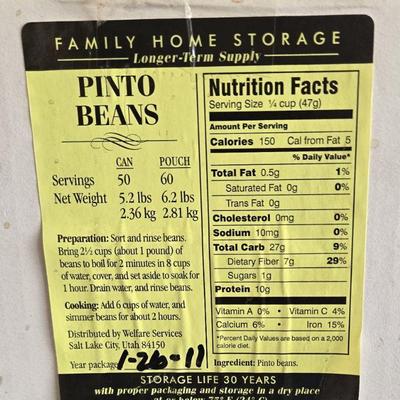 FAMILY HOME STORAGE
Longer-Term Supply
PINTO
BEANS
CAN POUCH
Servings 50 60
Net Weight 5.2 lbs 6.2 lbs
2.36 kg 2.81 kg
Preparation: Sort and rinse beans.
Bring 2½ cups (about 1 pound) of
beans to boil for 2 minutes in 8 cups
of water, cover, and set aside to soak for
1 hour. Drain water, and rinse beans.
Cooking: Add 6 cups of water, and
simmer beans for about 2 hours.
Distributed by Welfare Services
Salt Lake City, Utah 84150
Year packaged 1-26-11
Nutrition Facts
Serving Size ¼ cup (47g)
Amount Per Serving
Calories 150 Cal from Fat 5
% Daily Value*
Total Fat 0.5g 1%
Saturated Fat 0g 0%
Trans Fat 0g
Cholesterol 0mg 0%
Sodium 10mg 0%
Total Carb 27g 9%
Dietary Fiber 7g 29%
Sugars 1g
Protein 10g
Vitamin A 0% • Vitamin C 4%
Calcium 6% • Iron 15%
*Percent Daily Values are based on a 2,000
calorie diet.
Ingredient: Pinto beans.
STORAGE LIFE 30 YEARS
with proper packaging and storage in a dry place
at or below 75° F (24° C)